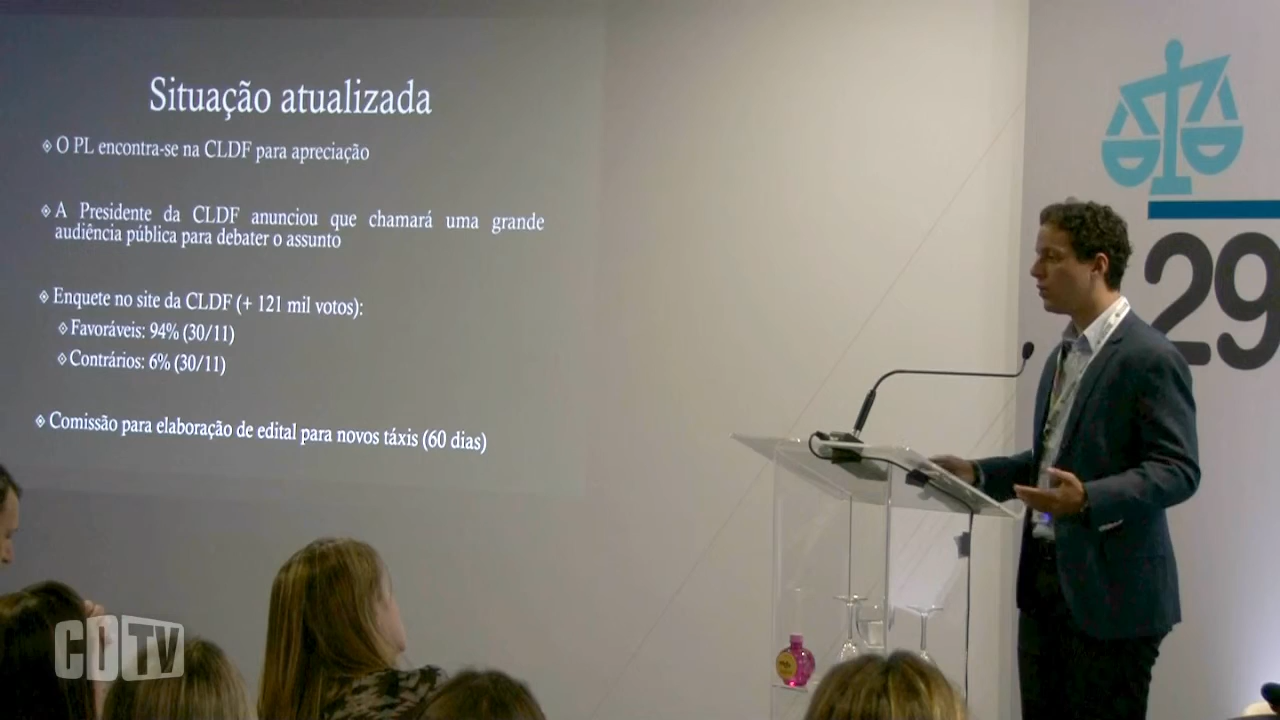 Situação atualizada
O PL encontra-se na CLDF para apreciação
A Presidente da CLDF anunciou que chamará uma grande
audiência pública para debater o assunto
Enquete no site da CLDF (+ 121 mil votos):
Favoráveis: 94% (30/11)
Contrários: 6% (30/11)
Comissão para elaboração de edital para novos táxis (60 dias)
29
CDTV